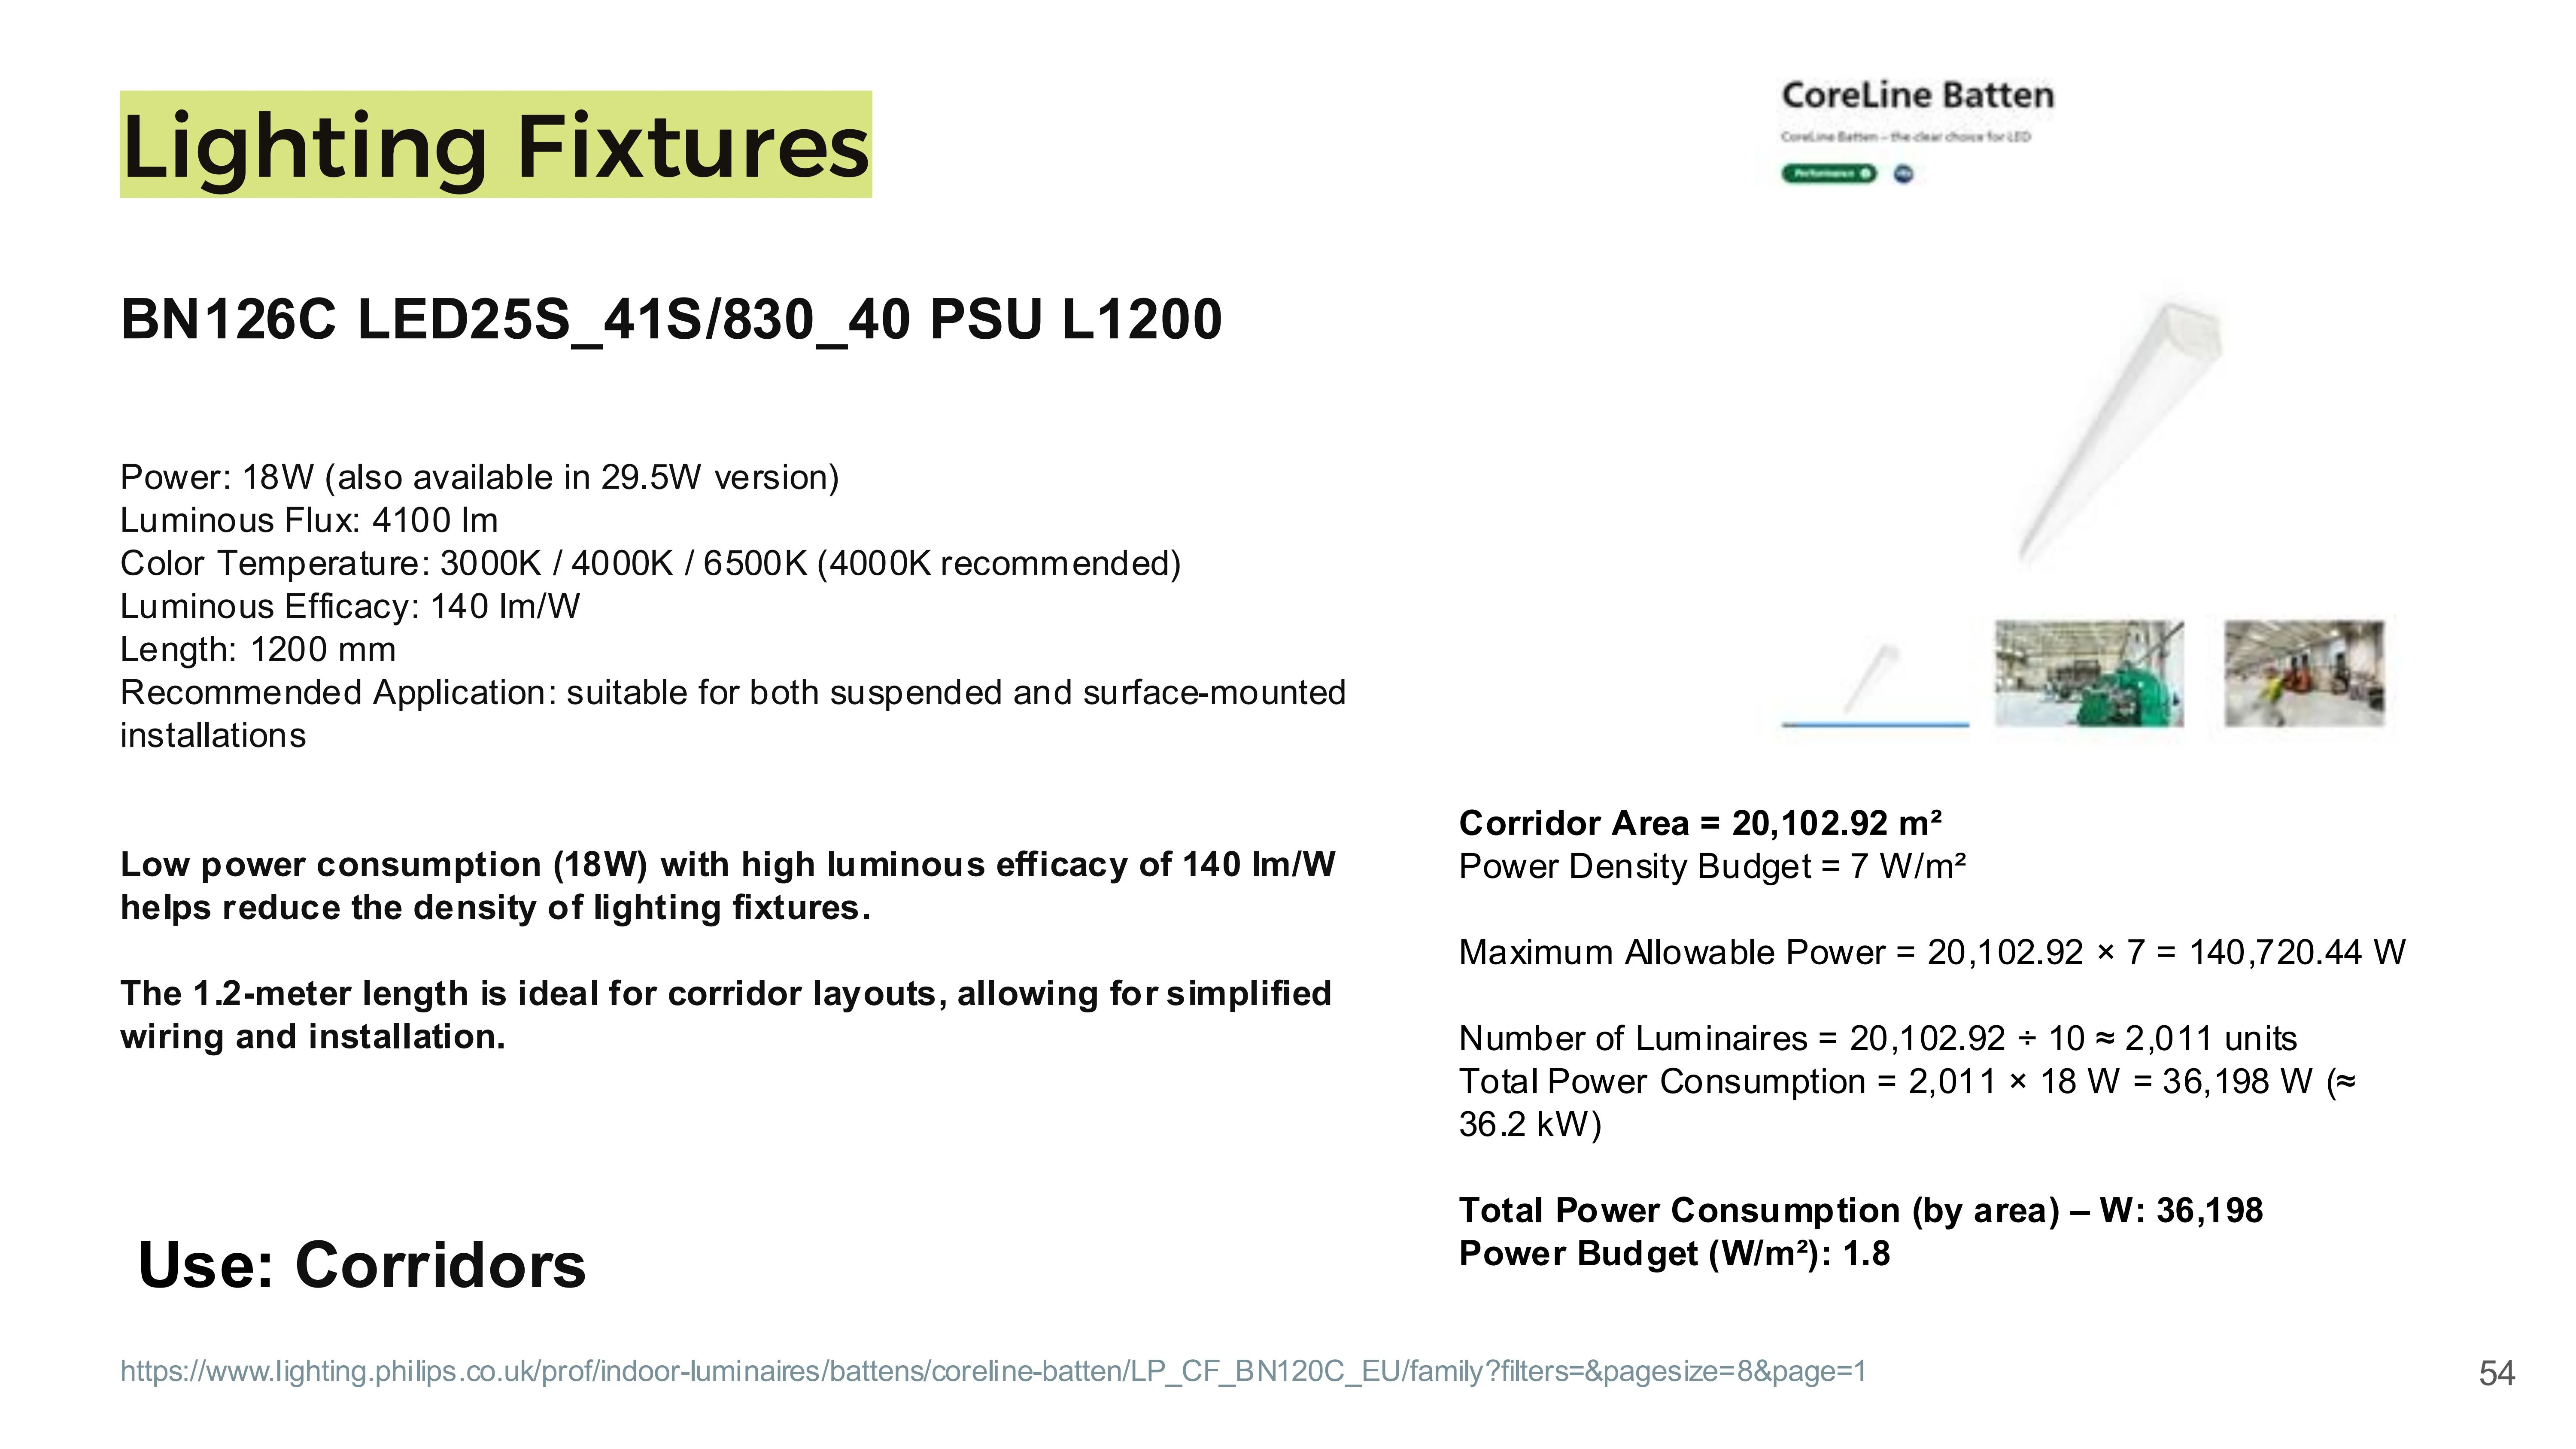 Lighting Fixtures
CoreLine Batten
CoreLine Batten – the clear choice for LED
Performance
BN126C LED25S_41S/830_40 PSU L1200
Power: 18W (also available in 29.5W version)
Luminous Flux: 4100 lm
Color Temperature: 3000K / 4000K / 6500K (4000K recommended)
Luminous Efficacy: 140 lm/W
Length: 1200 mm
Recommended Application: suitable for both suspended and surface-mounted
installations
Low power consumption (18W) with high luminous efficacy of 140 lm/W
helps reduce the density of lighting fixtures.
The 1.2-meter length is ideal for corridor layouts, allowing for simplified
wiring and installation.
Use: Corridors
Corridor Area = 20,102.92 m²
Power Density Budget = 7 W/m²
Maximum Allowable Power = 20,102.92 × 7 = 140,720.44 W
Number of Luminaires = 20,102.92 ÷ 10 ≈ 2,011 units
Total Power Consumption = 2,011 × 18 W = 36,198 W (≈
36.2 kW)
Total Power Consumption (by area) – W: 36,198
Power Budget (W/m²): 1.8
https://www.lighting.philips.co.uk/prof/indoor-luminaires/battens/coreline-batten/LP_CF_BN120C_EU/family?filters=&pagesize=8&page=1
54